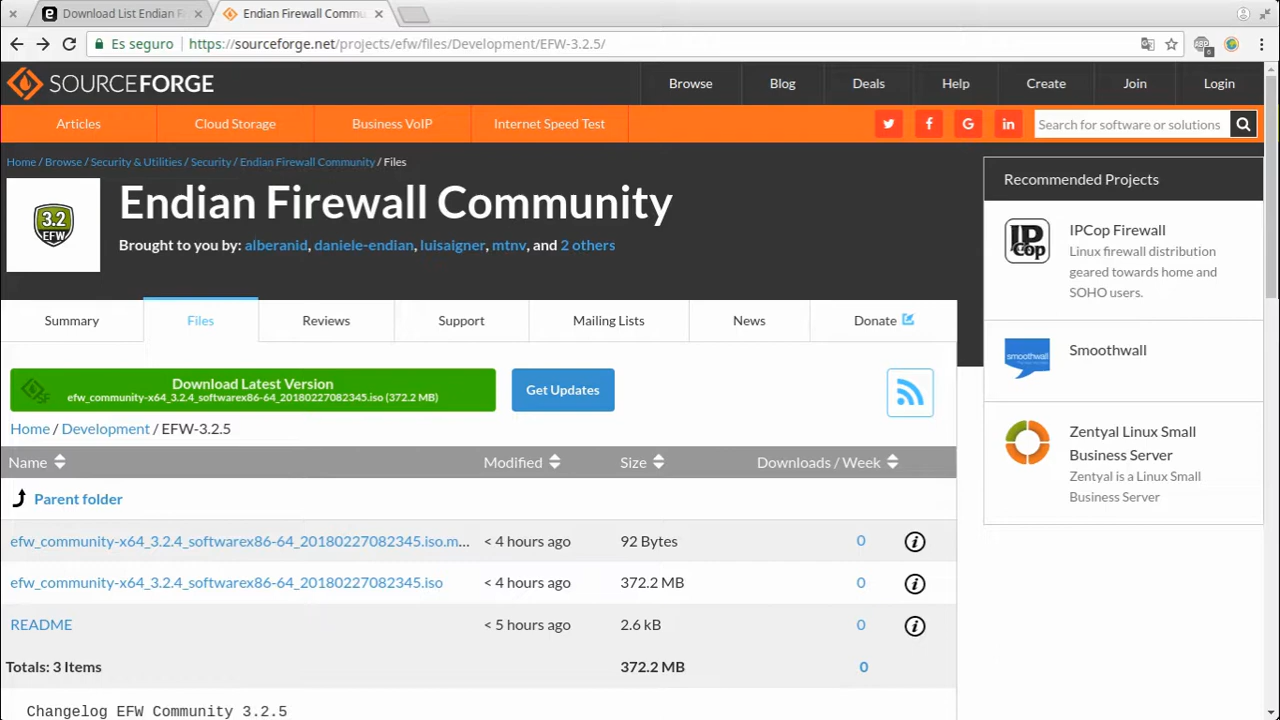 Download List Endian F
Endian Firewall Commu
Es seguro https://sourceforge.net/projects/efw/files/Development/EFW-3.2.5/
SOURCEFORGE
Browse Blog Deals Help Create Join Login
Articles Cloud Storage Business VoIP Internet Speed Test
Search for software or solutions
Home / Browse / Security & Utilities / Security / Endian Firewall Community / Files
3.2
EFW
Endian Firewall Community
Brought to you by: alberanid, daniele-endian, luisaigner, mtnv, and 2 others
Summary Files Reviews Support Mailing Lists News Donate
Download Latest Version
efw_community-x64_3.2.4_softwarex86-64_20180227082345.iso (372.2 MB)
Get Updates
Home / Development / EFW-3.2.5
Name Modified Size Downloads / Week
Parent folder
efw_community-x64_3.2.4_softwarex86-64_20180227082345.iso.m... < 4 hours ago 92 Bytes 0
efw_community-x64_3.2.4_softwarex86-64_20180227082345.iso < 4 hours ago 372.2 MB 0
README < 5 hours ago 2.6 kB 0
Totals: 3 Items 372.2 MB 0
Changelog EFW Community 3.2.5
Recommended Projects
IP
Cop
IPCop Firewall
Linux firewall distribution
geared towards home and
SOHO users.
smoothwall
Smoothwall
Zentyal Linux Small
Business Server
Zentyal is a Linux Small
Business Server